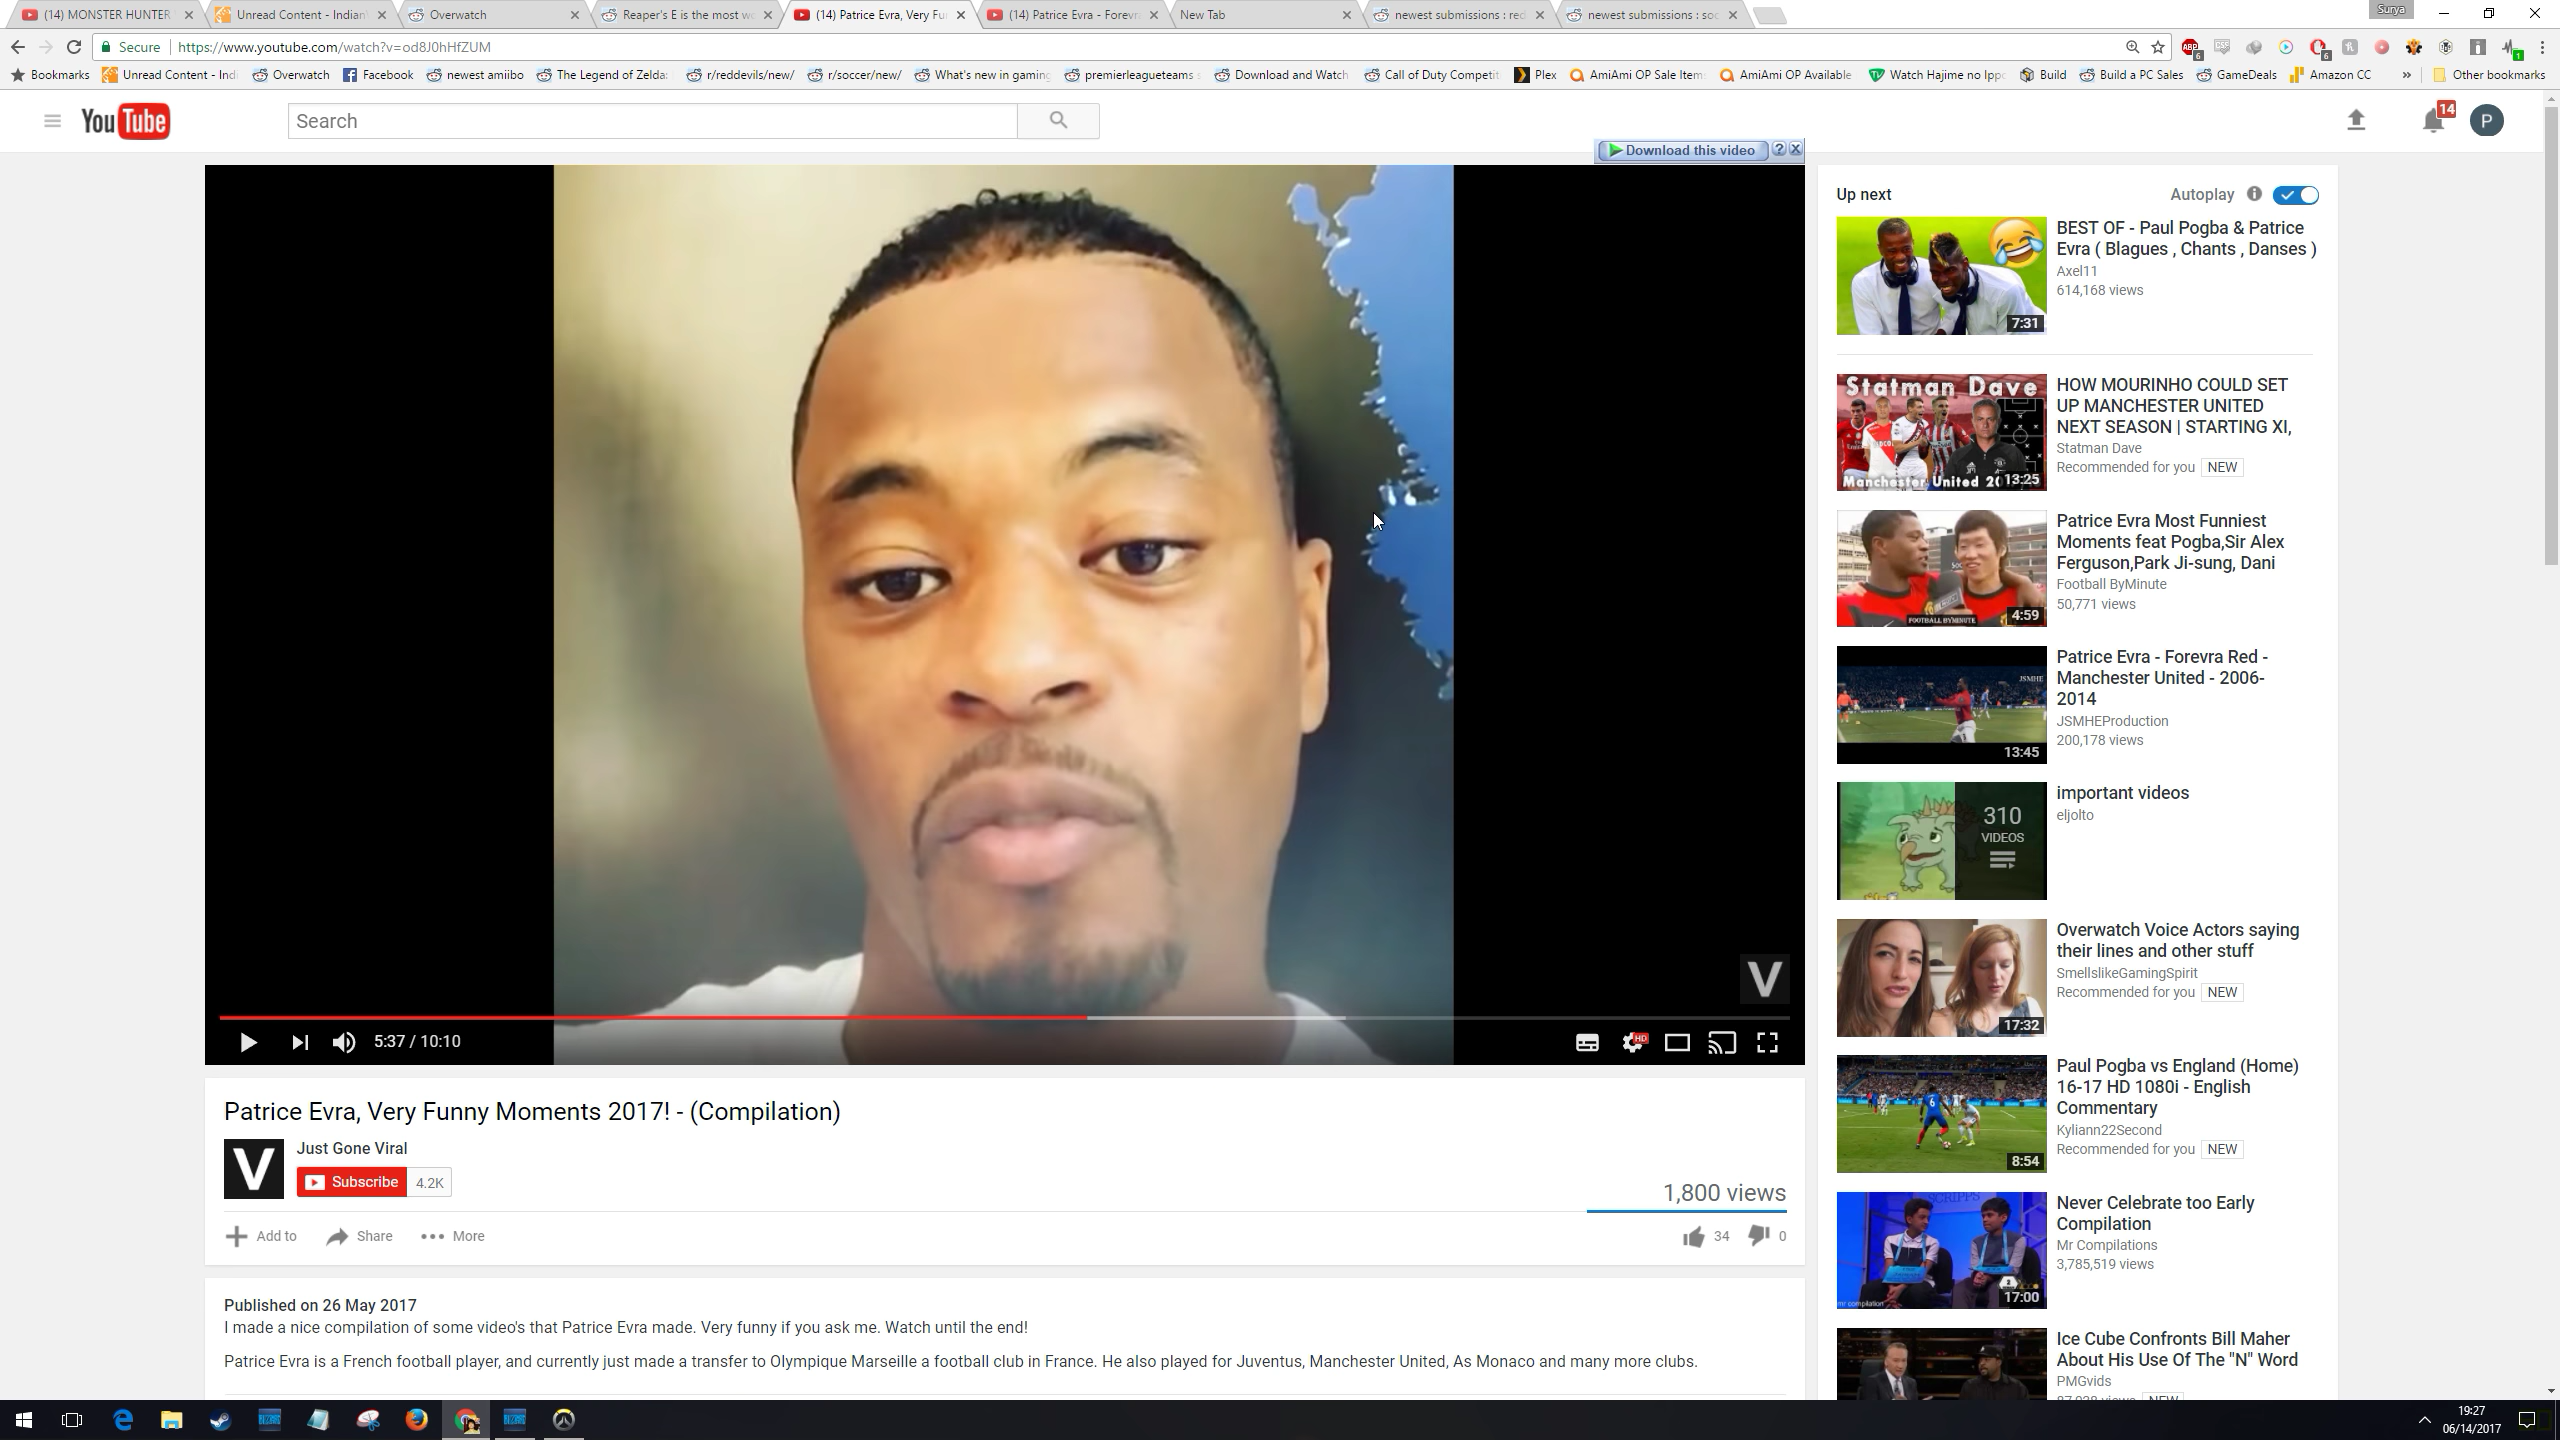 (14) MONSTER HUNTER
Unread Content - Indian
Overwatch
Reaper's E is the most w
(14) Patrice Evra, Very Fu
(14) Patrice Evra - Forevr
New Tab
newest submissions : red
newest submissions : soc
Surya
Secure
https://www.youtube.com/watch?v=od8J0hHfZUM
Bookmarks
Unread Content - Indi
Overwatch
Facebook
newest amiibo
The Legend of Zelda:
r/reddevils/new/
r/soccer/new/
What's new in gaming
premierleagueteams
Download and Watch
Call of Duty Competit
Plex
AmiAmi OP Sale Item
AmiAmi OP Available
Watch Hajime no Ippo
Build
Build a PC Sales
GameDeals
Amazon CC
»
Other bookmarks
YouTube
Search
14
P
Download this video
?
Up next
Autoplay
BEST OF - Paul Pogba & Patrice
Evra ( Blagues , Chants , Danses )
Axel11
614,168 views
7:31
Statman Dave
Manchester United 20
13:25
HOW MOURINHO COULD SET
UP MANCHESTER UNITED
NEXT SEASON | STARTING XI,
Statman Dave
Recommended for you NEW
Patrice Evra Most Funniest
Moments feat Pogba,Sir Alex
Ferguson,Park Ji-sung, Dani
Football ByMinute
50,771 views
FOOTBALL BYMINUTE
4:59
Patrice Evra - Forevra Red -
Manchester United - 2006-
2014
JSMHEProduction
200,178 views
JSMHE
13:45
important videos
eljolto
310
VIDEOS
Overwatch Voice Actors saying
their lines and other stuff
SmellslikeGamingSpirit
Recommended for you NEW
17:32
Paul Pogba vs England (Home)
16-17 HD 1080i - English
Commentary
Kyliann22Second
Recommended for you NEW
8:54
Never Celebrate too Early
Compilation
Mr Compilations
3,785,519 views
SCRIPPS
17:00
Ice Cube Confronts Bill Maher
About His Use Of The "N" Word
PMGvids
NEW
V
5:37 / 10:10
HD
Patrice Evra, Very Funny Moments 2017! - (Compilation)
V
Just Gone Viral
Subscribe 4.2K
1,800 views
Add to
Share
More
34
0
Published on 26 May 2017
I made a nice compilation of some video's that Patrice Evra made. Very funny if you ask me. Watch until the end!
Patrice Evra is a French football player, and currently just made a transfer to Olympique Marseille a football club in France. He also played for Juventus, Manchester United, As Monaco and many more clubs.
19:27
06/14/2017